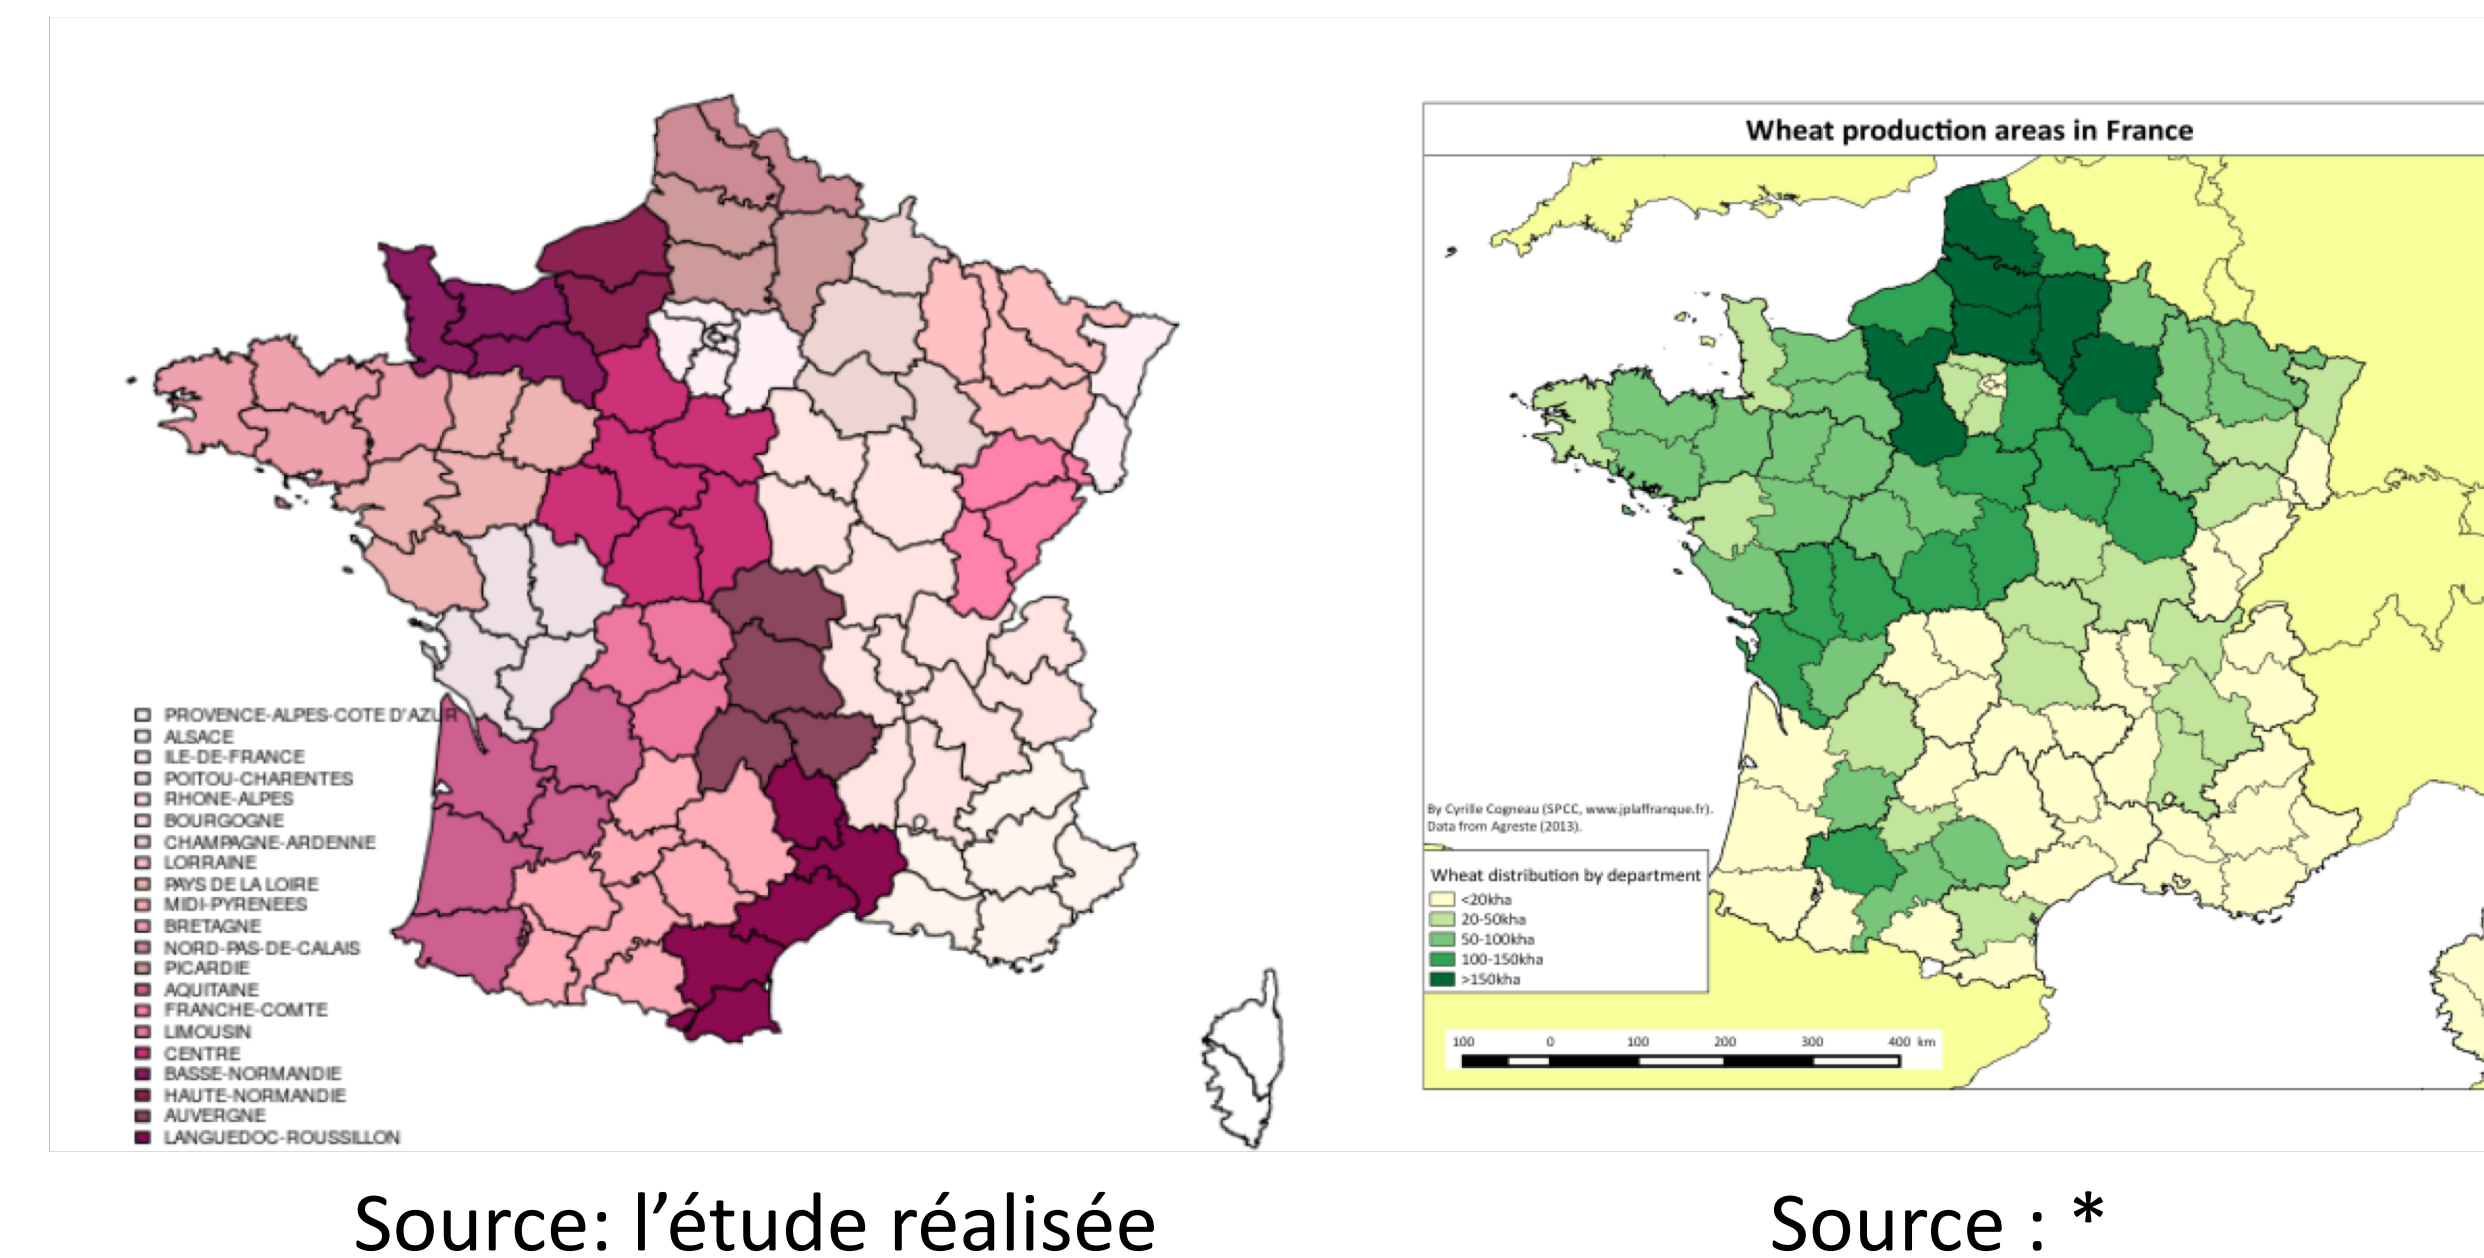 PROVENCE-ALPES-COTE D'AZUR
ALSACE
ILE-DE-FRANCE
POITOU-CHARENTES
RHONE-ALPES
BOURGOGNE
CHAMPAGNE-ARDENNE
LORRAINE
PAYS DE LA LOIRE
MIDI-PYRENEES
BRETAGNE
NORD-PAS-DE-CALAIS
PICARDIE
AQUITAINE
FRANCHE-COMTE
LIMOUSIN
CENTRE
BASSE-NORMANDIE
HAUTE-NORMANDIE
AUVERGNE
LANGUEDOC-ROUSSILLON
Source: l'étude réalisée
Wheat production areas in France
By Cyrille Cogneau (SPCC, www.jplaffranque.fr).
Data from Agreste (2013).
Wheat distribution by department
<20kha
20-50kha
50-100kha
100-150kha
>150kha
100 0 100 200 300 400 km
Source : *